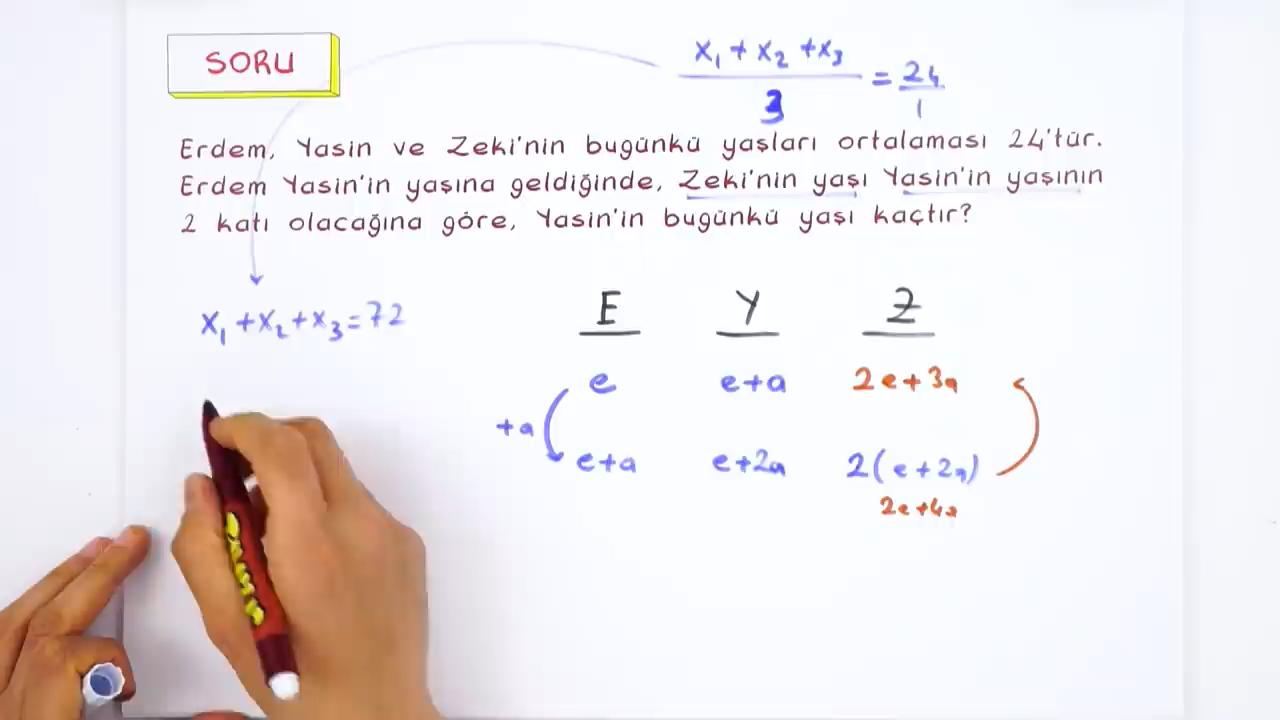 SORU
x₁ + x₂ + x₃
3
= 24
1
Erdem, Yasin ve Zeki'nin bugünkü yaşları ortalaması 24'tür.
Erdem Yasin'in yaşına geldiğinde, Zeki'nin yaşı Yasin'in yaşının
2 katı olacağına göre, Yasin'in bugünkü yaşı kaçtır?
x₁ + x₂ + x₃ = 72
E Y Z
e e+a 2e+3a
+a
e+a e+2a 2(e+2a)
2e+4a